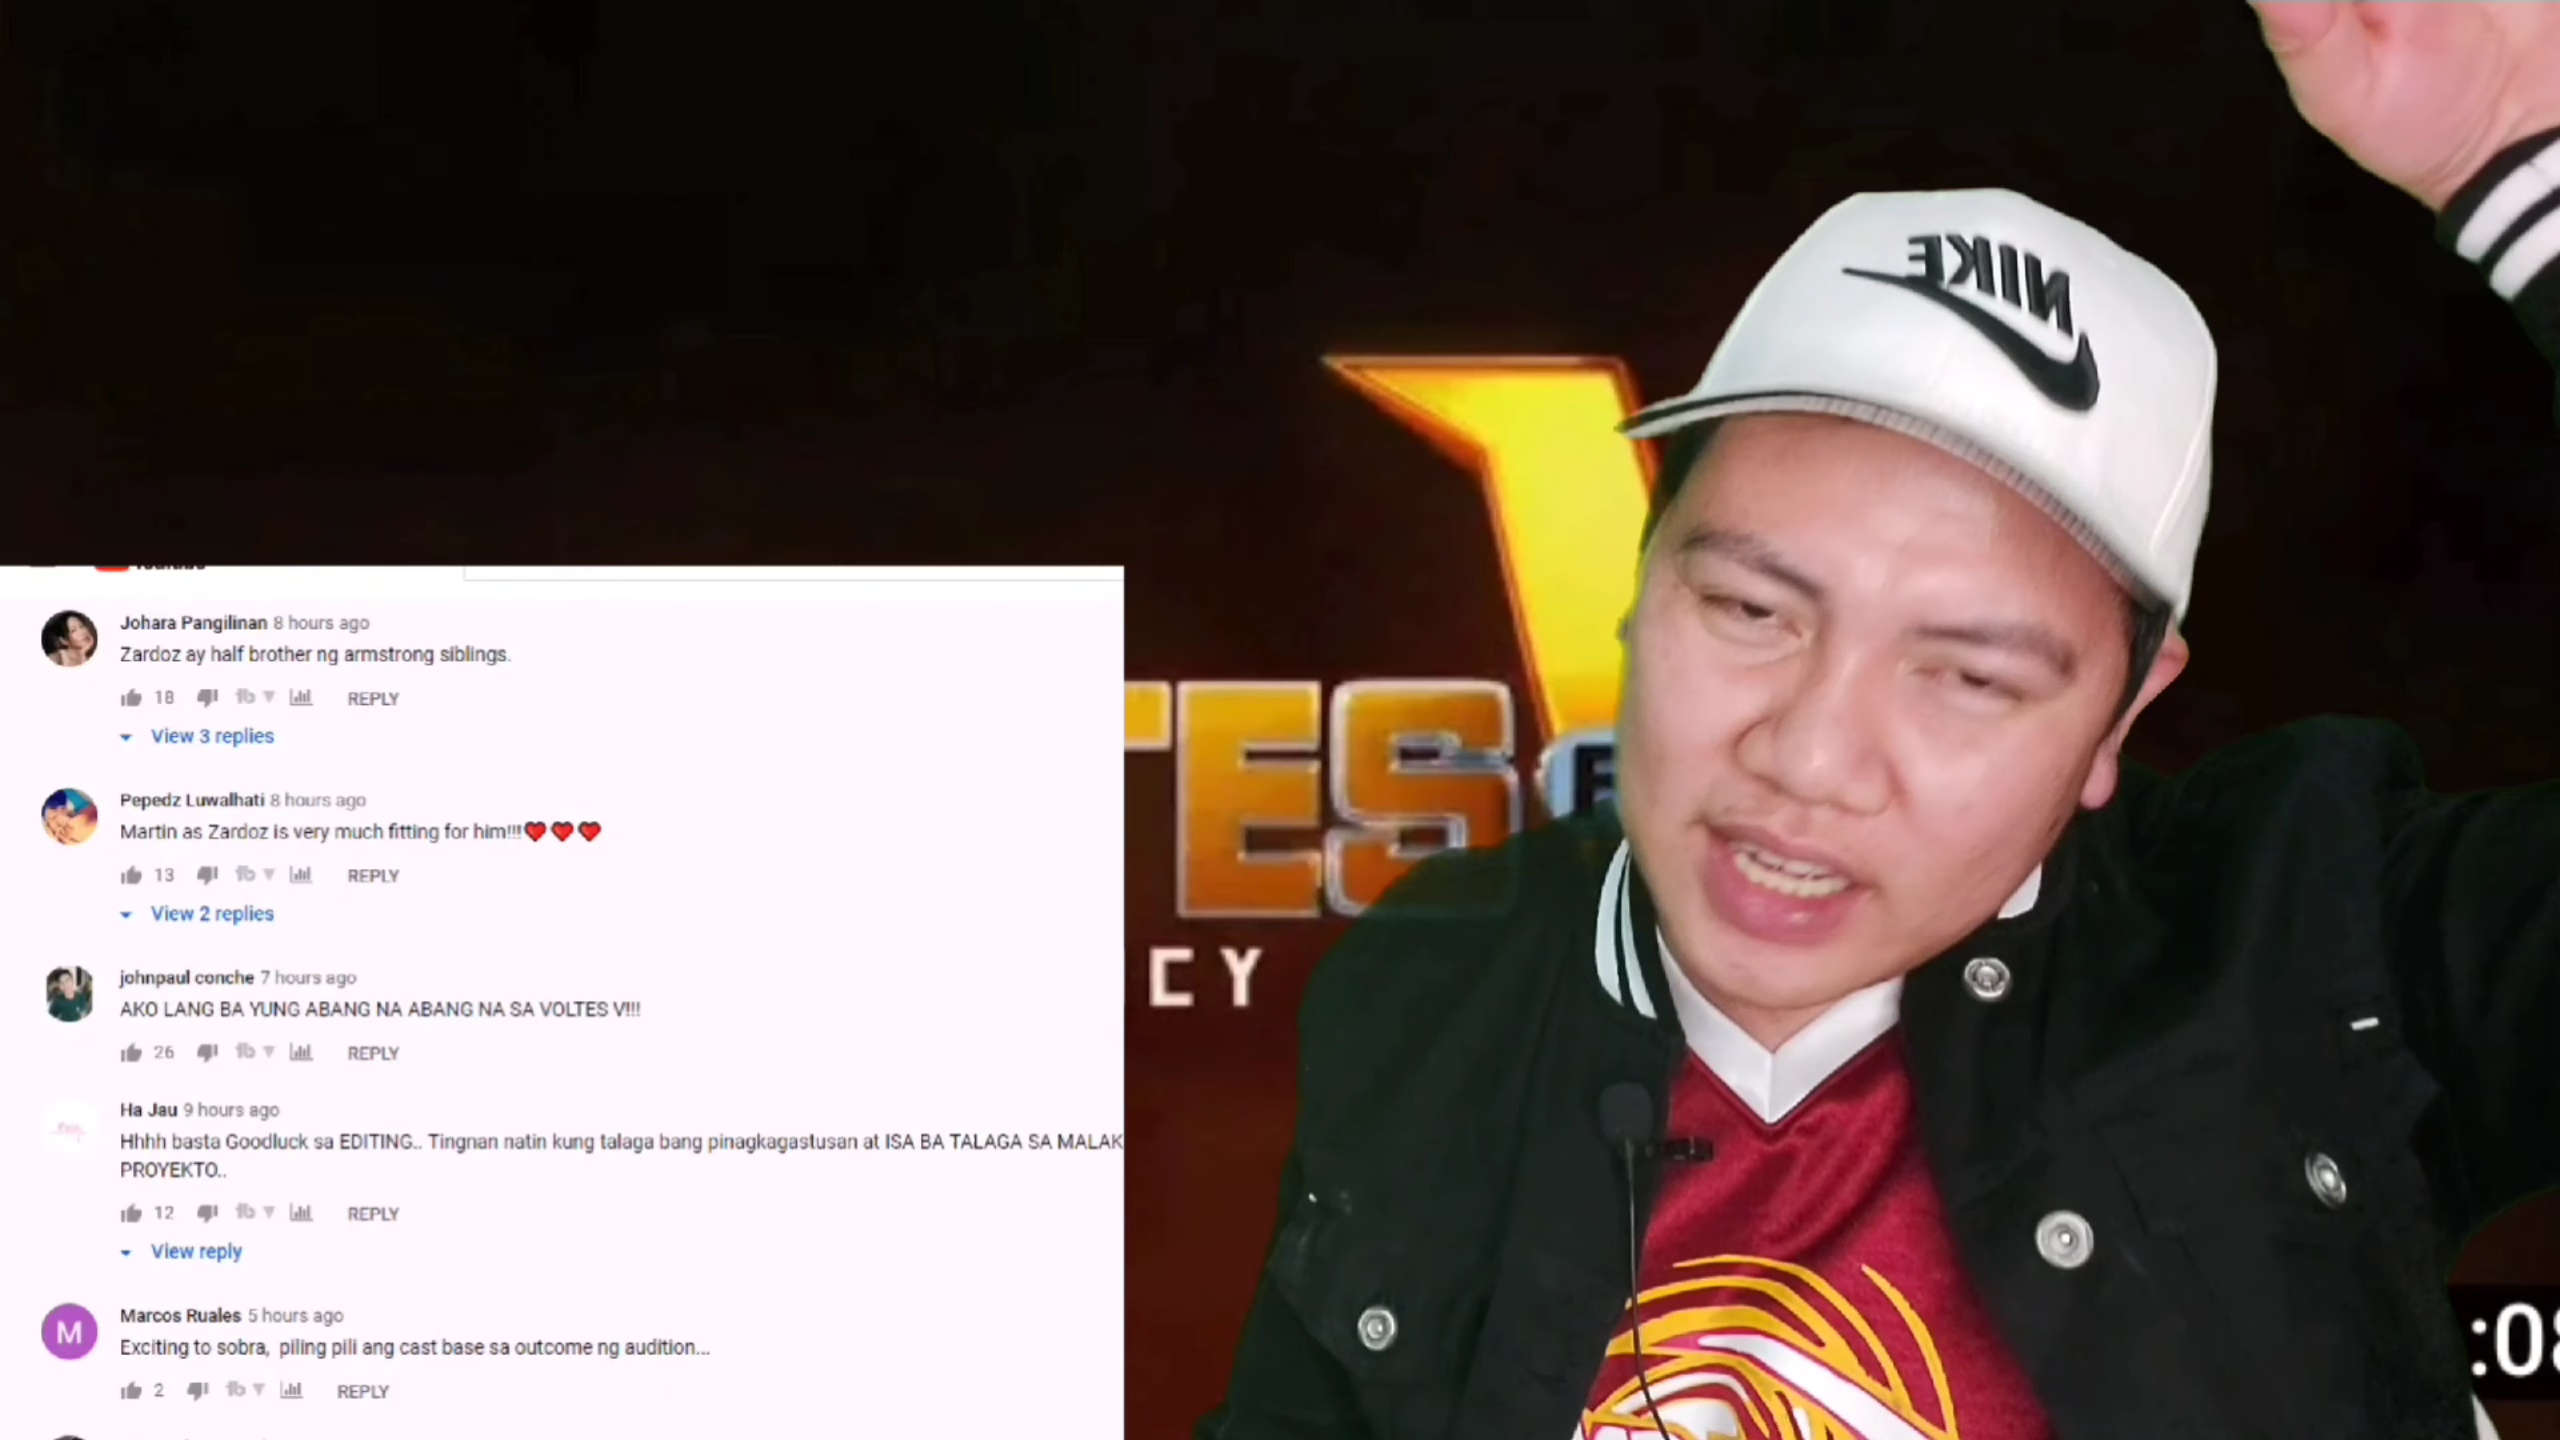 NIKE
TES
CY
Johara Pangilinan 8 hours ago
Zardoz ay half brother ng armstrong siblings.
18 REPLY
View 3 replies
Pepedz Luwalhati 8 hours ago
Martin as Zardoz is very much fitting for him!!!❤❤❤
13 REPLY
View 2 replies
johnpaul conche 7 hours ago
AKO LANG BA YUNG ABANG NA ABANG NA SA VOLTES V!!!
26 REPLY
Ha Jau 9 hours ago
Hhhh basta Goodluck sa EDITING.. Tingnan natin kung talaga bang pinagkagastusan at ISA BA TALAGA SA MALAK
PROYEKTO..
12 REPLY
View reply
M
Marcos Ruales 5 hours ago
Exciting to sobra, piling pili ang cast base sa outcome ng audition...
2 REPLY
:08